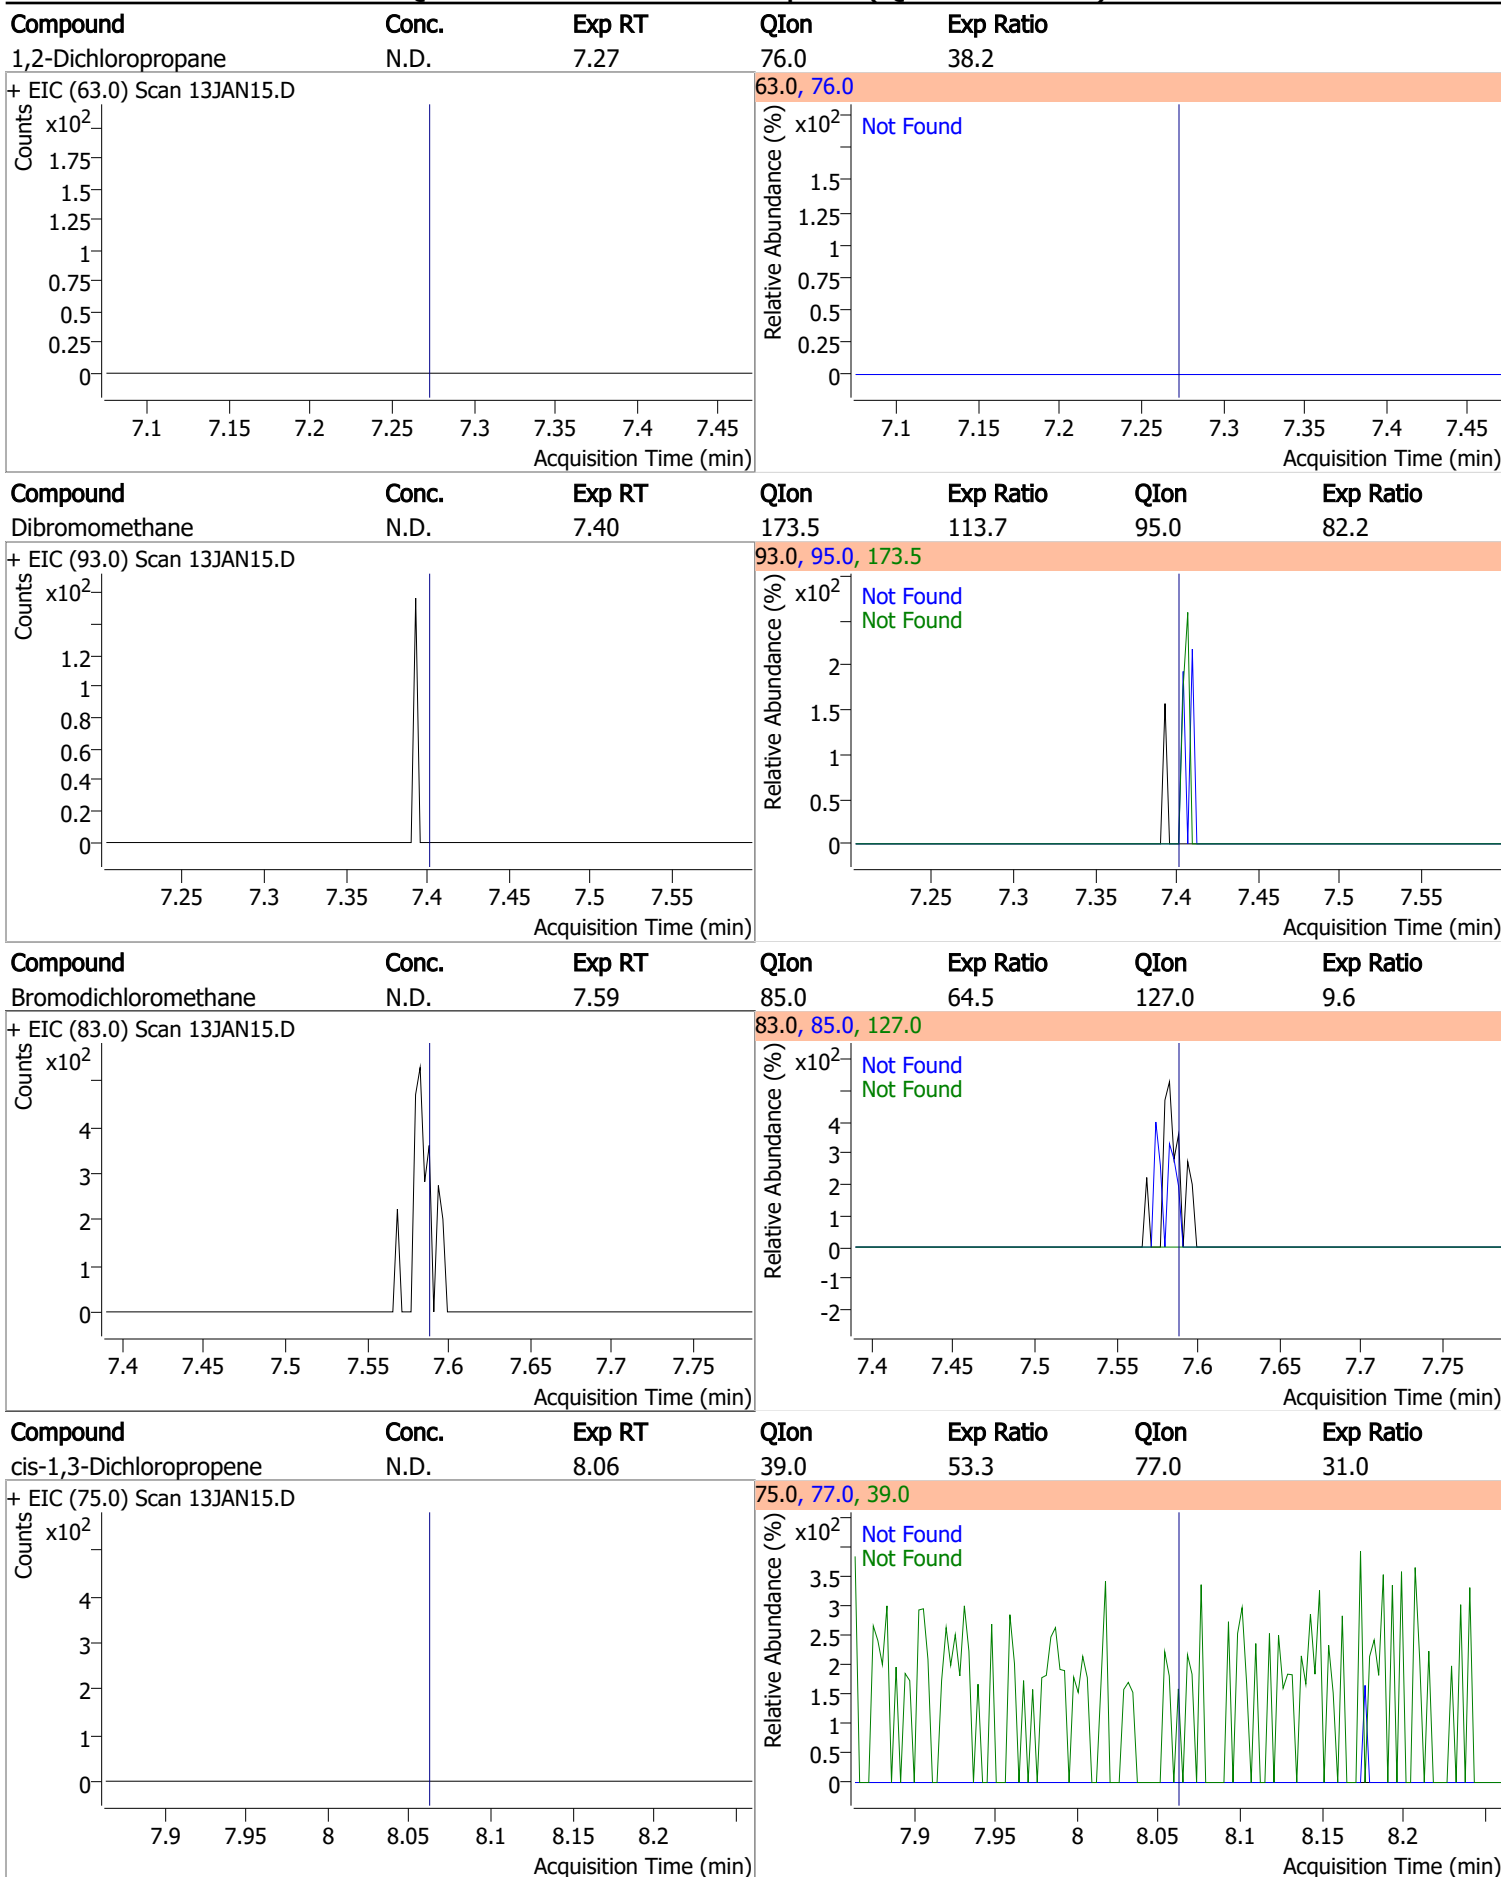 Compound Conc. Exp RT QIon Exp Ratio
1,2-Dichloropropane N.D. 7.27 76.0 38.2
+ EIC (63.0) Scan 13JAN15.D
63.0, 76.0
Counts
x102
1.75
1.5
1.25
1
0.75
0.5
0.25
0
7.1 7.15 7.2 7.25 7.3 7.35 7.4 7.45
Acquisition Time (min)
Relative Abundance (%)
x102
Not Found
1.5
1.25
1
0.75
0.5
0.25
0
7.1 7.15 7.2 7.25 7.3 7.35 7.4 7.45
Acquisition Time (min)
Compound Conc. Exp RT QIon Exp Ratio QIon Exp Ratio
Dibromomethane N.D. 7.40 173.5 113.7 95.0 82.2
+ EIC (93.0) Scan 13JAN15.D
93.0, 95.0, 173.5
Counts
x102
1.2
1
0.8
0.6
0.4
0.2
0
7.25 7.3 7.35 7.4 7.45 7.5 7.55
Acquisition Time (min)
Relative Abundance (%)
x102
Not Found
Not Found
2
1.5
1
0.5
0
7.25 7.3 7.35 7.4 7.45 7.5 7.55
Acquisition Time (min)
Compound Conc. Exp RT QIon Exp Ratio QIon Exp Ratio
Bromodichloromethane N.D. 7.59 85.0 64.5 127.0 9.6
+ EIC (83.0) Scan 13JAN15.D
83.0, 85.0, 127.0
Counts
x102
4
3
2
1
0
7.4 7.45 7.5 7.55 7.6 7.65 7.7 7.75
Acquisition Time (min)
Relative Abundance (%)
x102
Not Found
Not Found
4
3
2
1
0
-1
-2
7.4 7.45 7.5 7.55 7.6 7.65 7.7 7.75
Acquisition Time (min)
Compound Conc. Exp RT QIon Exp Ratio QIon Exp Ratio
cis-1,3-Dichloropropene N.D. 8.06 39.0 53.3 77.0 31.0
+ EIC (75.0) Scan 13JAN15.D
75.0, 77.0, 39.0
Counts
x102
4
3
2
1
0
7.9 7.95 8 8.05 8.1 8.15 8.2
Acquisition Time (min)
Relative Abundance (%)
x102
Not Found
Not Found
3.5
3
2.5
2
1.5
1
0.5
0
7.9 7.95 8 8.05 8.1 8.15 8.2
Acquisition Time (min)